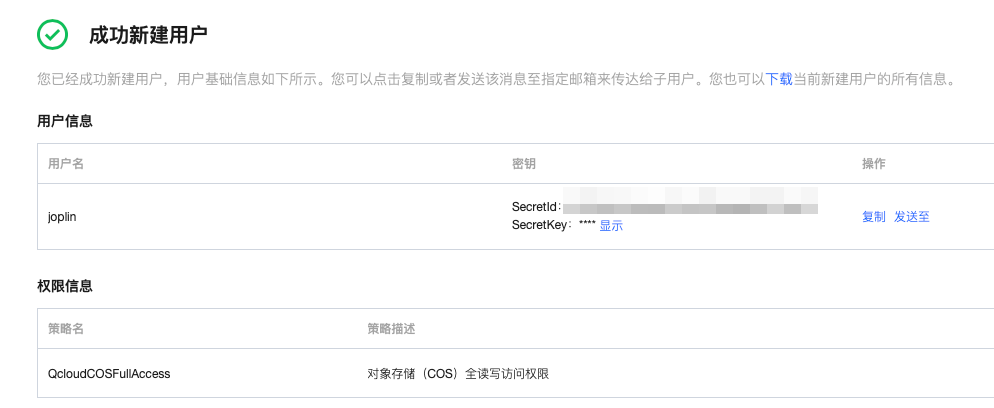 成功新建用户
您已经成功新建用户，用户基础信息如下所示。您可以点击复制或者发送该消息至指定邮箱来传达给子用户。您也可以下载当前新建用户的所有信息。
用户信息
用户名 密钥 操作
SecretId：
joplin 复制 发送至
SecretKey： **** 显示
权限信息
策略名 策略描述
QcloudCOSFullAccess 对象存储（COS）全读写访问权限